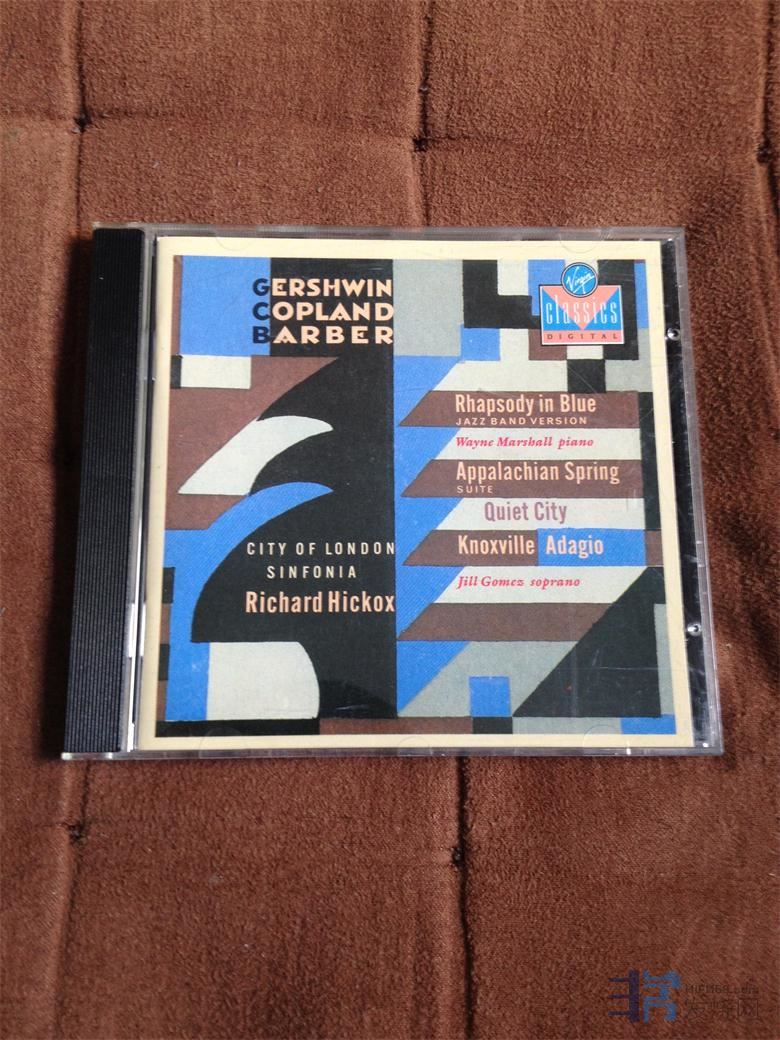 GERSHWIN
COPLAND
BARBER
Virgin
classics
DIGITAL
Rhapsody in Blue
JAZZ BAND VERSION
Wayne Marshall piano
Appalachian Spring
SUITE
Quiet City
Knoxville Adagio
Jill Gomez soprano
CITY OF LONDON
SINFONIA
Richard Hickox